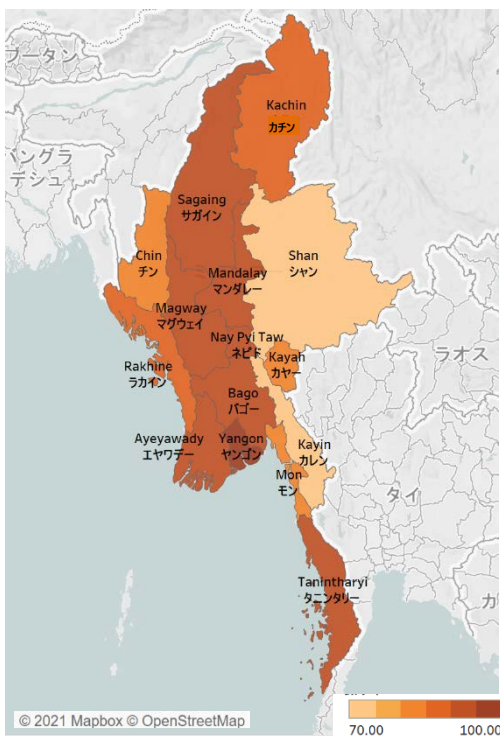 ブータン
Kachin
カチン
バングラ
デシュ
Sagaing
サガイン
Chin
チン
Shan
シャン
Mandalay
マンダレー
Magway
マグウェイ
Nay Pyi Taw
ネピド
Kayah
カヤー
ラオス
Rakhine
ラカイン
Bago
バゴー
Ayeyawady
エヤワデー
Yangon
ヤンゴン
Kayin
カレン
Mon
モン
タイ
Tanintharyi
タニンタリー
カ
© 2021 Mapbox © OpenStreetMap
70.00
100.00